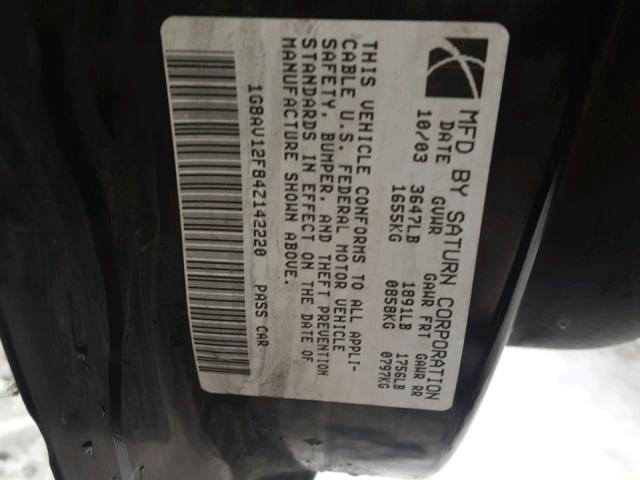 MFD BY SATURN CORPORATION
DATE GVWR GAWR FRT GAWR RR
10/03 3647LB 1891LB 1756LB
1655KG 0858KG 0797KG
THIS VEHICLE CONFORMS TO ALL APPLI-
CABLE U.S. FEDERAL MOTOR VEHICLE
SAFETY, BUMPER, AND THEFT PREVENTION
STANDARDS IN EFFECT ON THE DATE OF
MANUFACTURE SHOWN ABOVE.
1G8AV12F84Z142220 PASS CAR